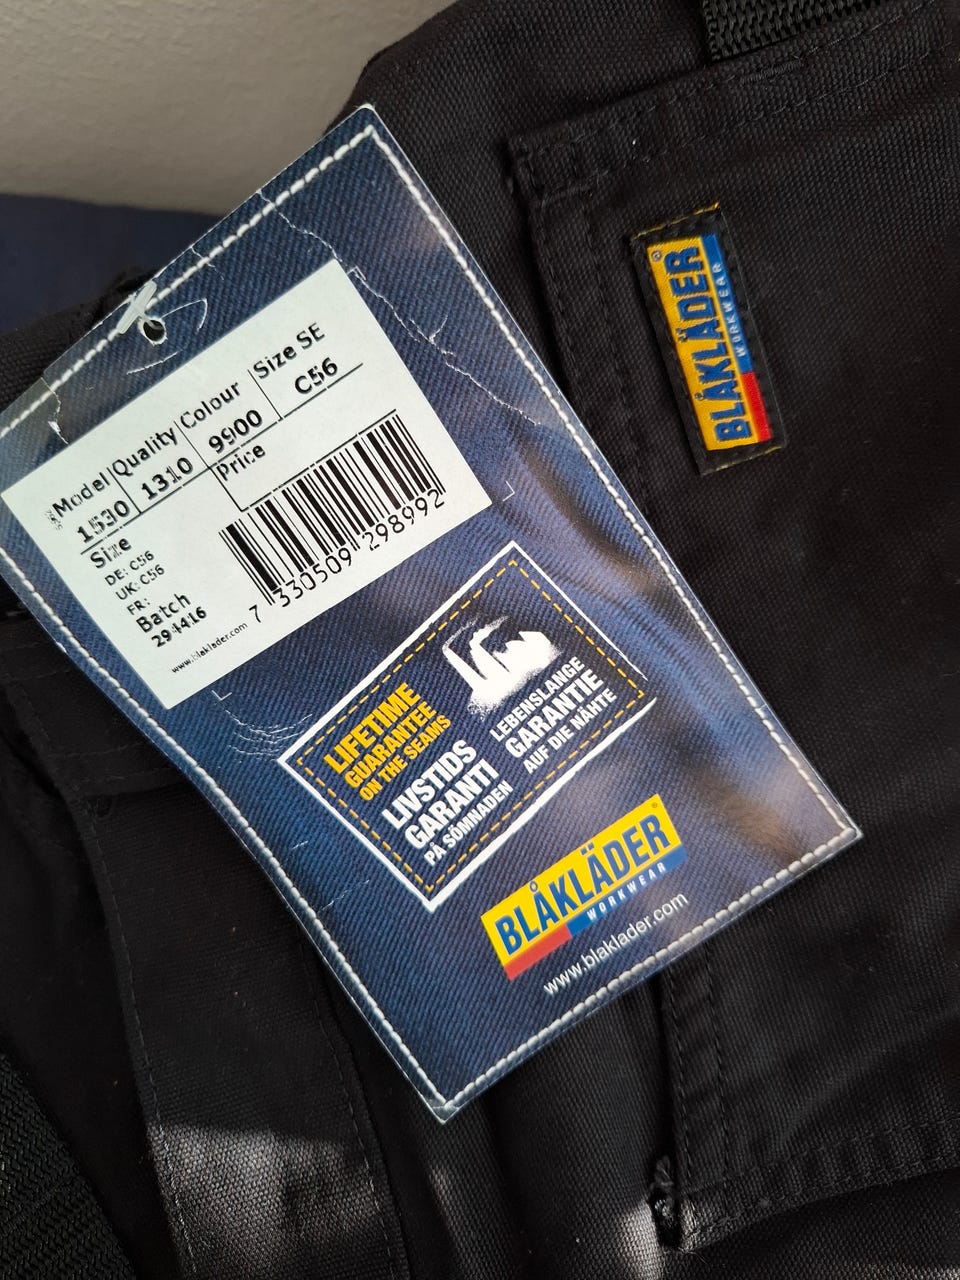 BLÅKLÄDER®
WORKWEAR
Model Quality Colour Size SE
1530 1310 9900 C56
Size Price
DE: C56
UK: C56
FR:
Batch
www.blaklader.com
7 330509 298992
LIFETIME
GUARANTEE
ON THE SEAMS
LIVSTIDS
GARANTI
PÅ SÖMNADEN
LEBENSLANGE
GARANTIE
AUF DIE NÄHTE
BLÅKLÄDER®
WORKWEAR
www.blaklader.com